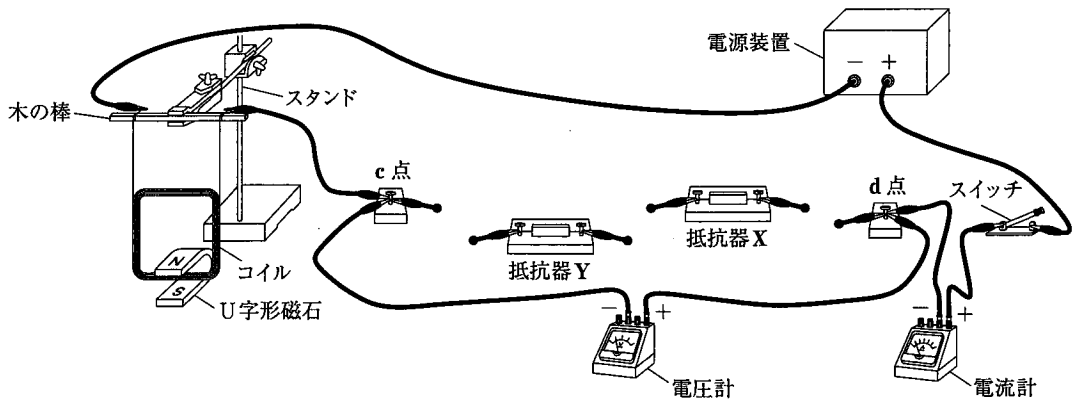 電源装置
− +
スタンド
木の棒
c点
d点
スイッチ
抵抗器X
抵抗器Y
コイル
N
S
U字形磁石
− +
− +
電圧計
電流計